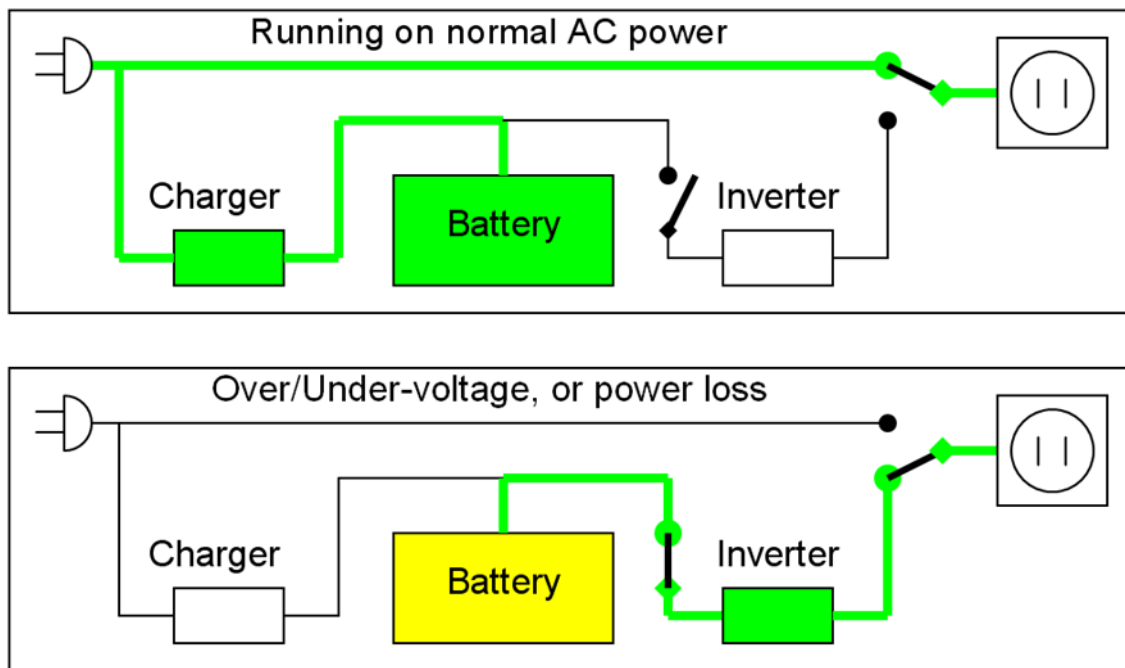 Running on normal AC power
Charger
Battery
Inverter
Over/Under-voltage, or power loss
Charger
Battery
Inverter